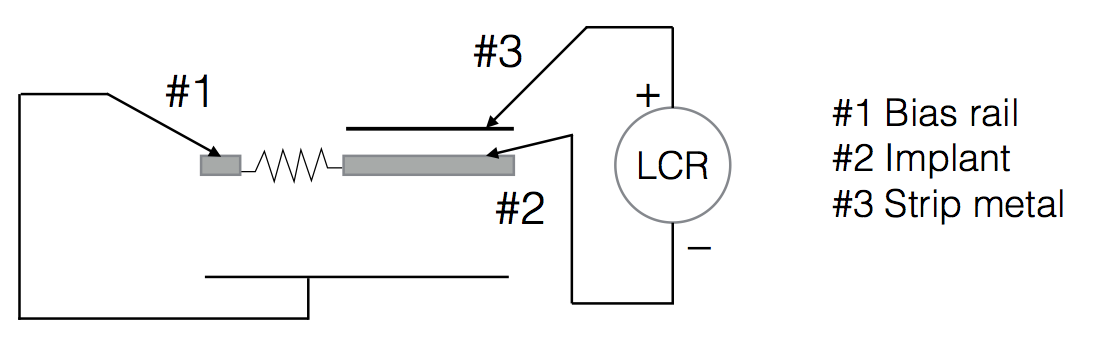 #3
#1
+
LCR
#2
−
#1 Bias rail
#2 Implant
#3 Strip metal